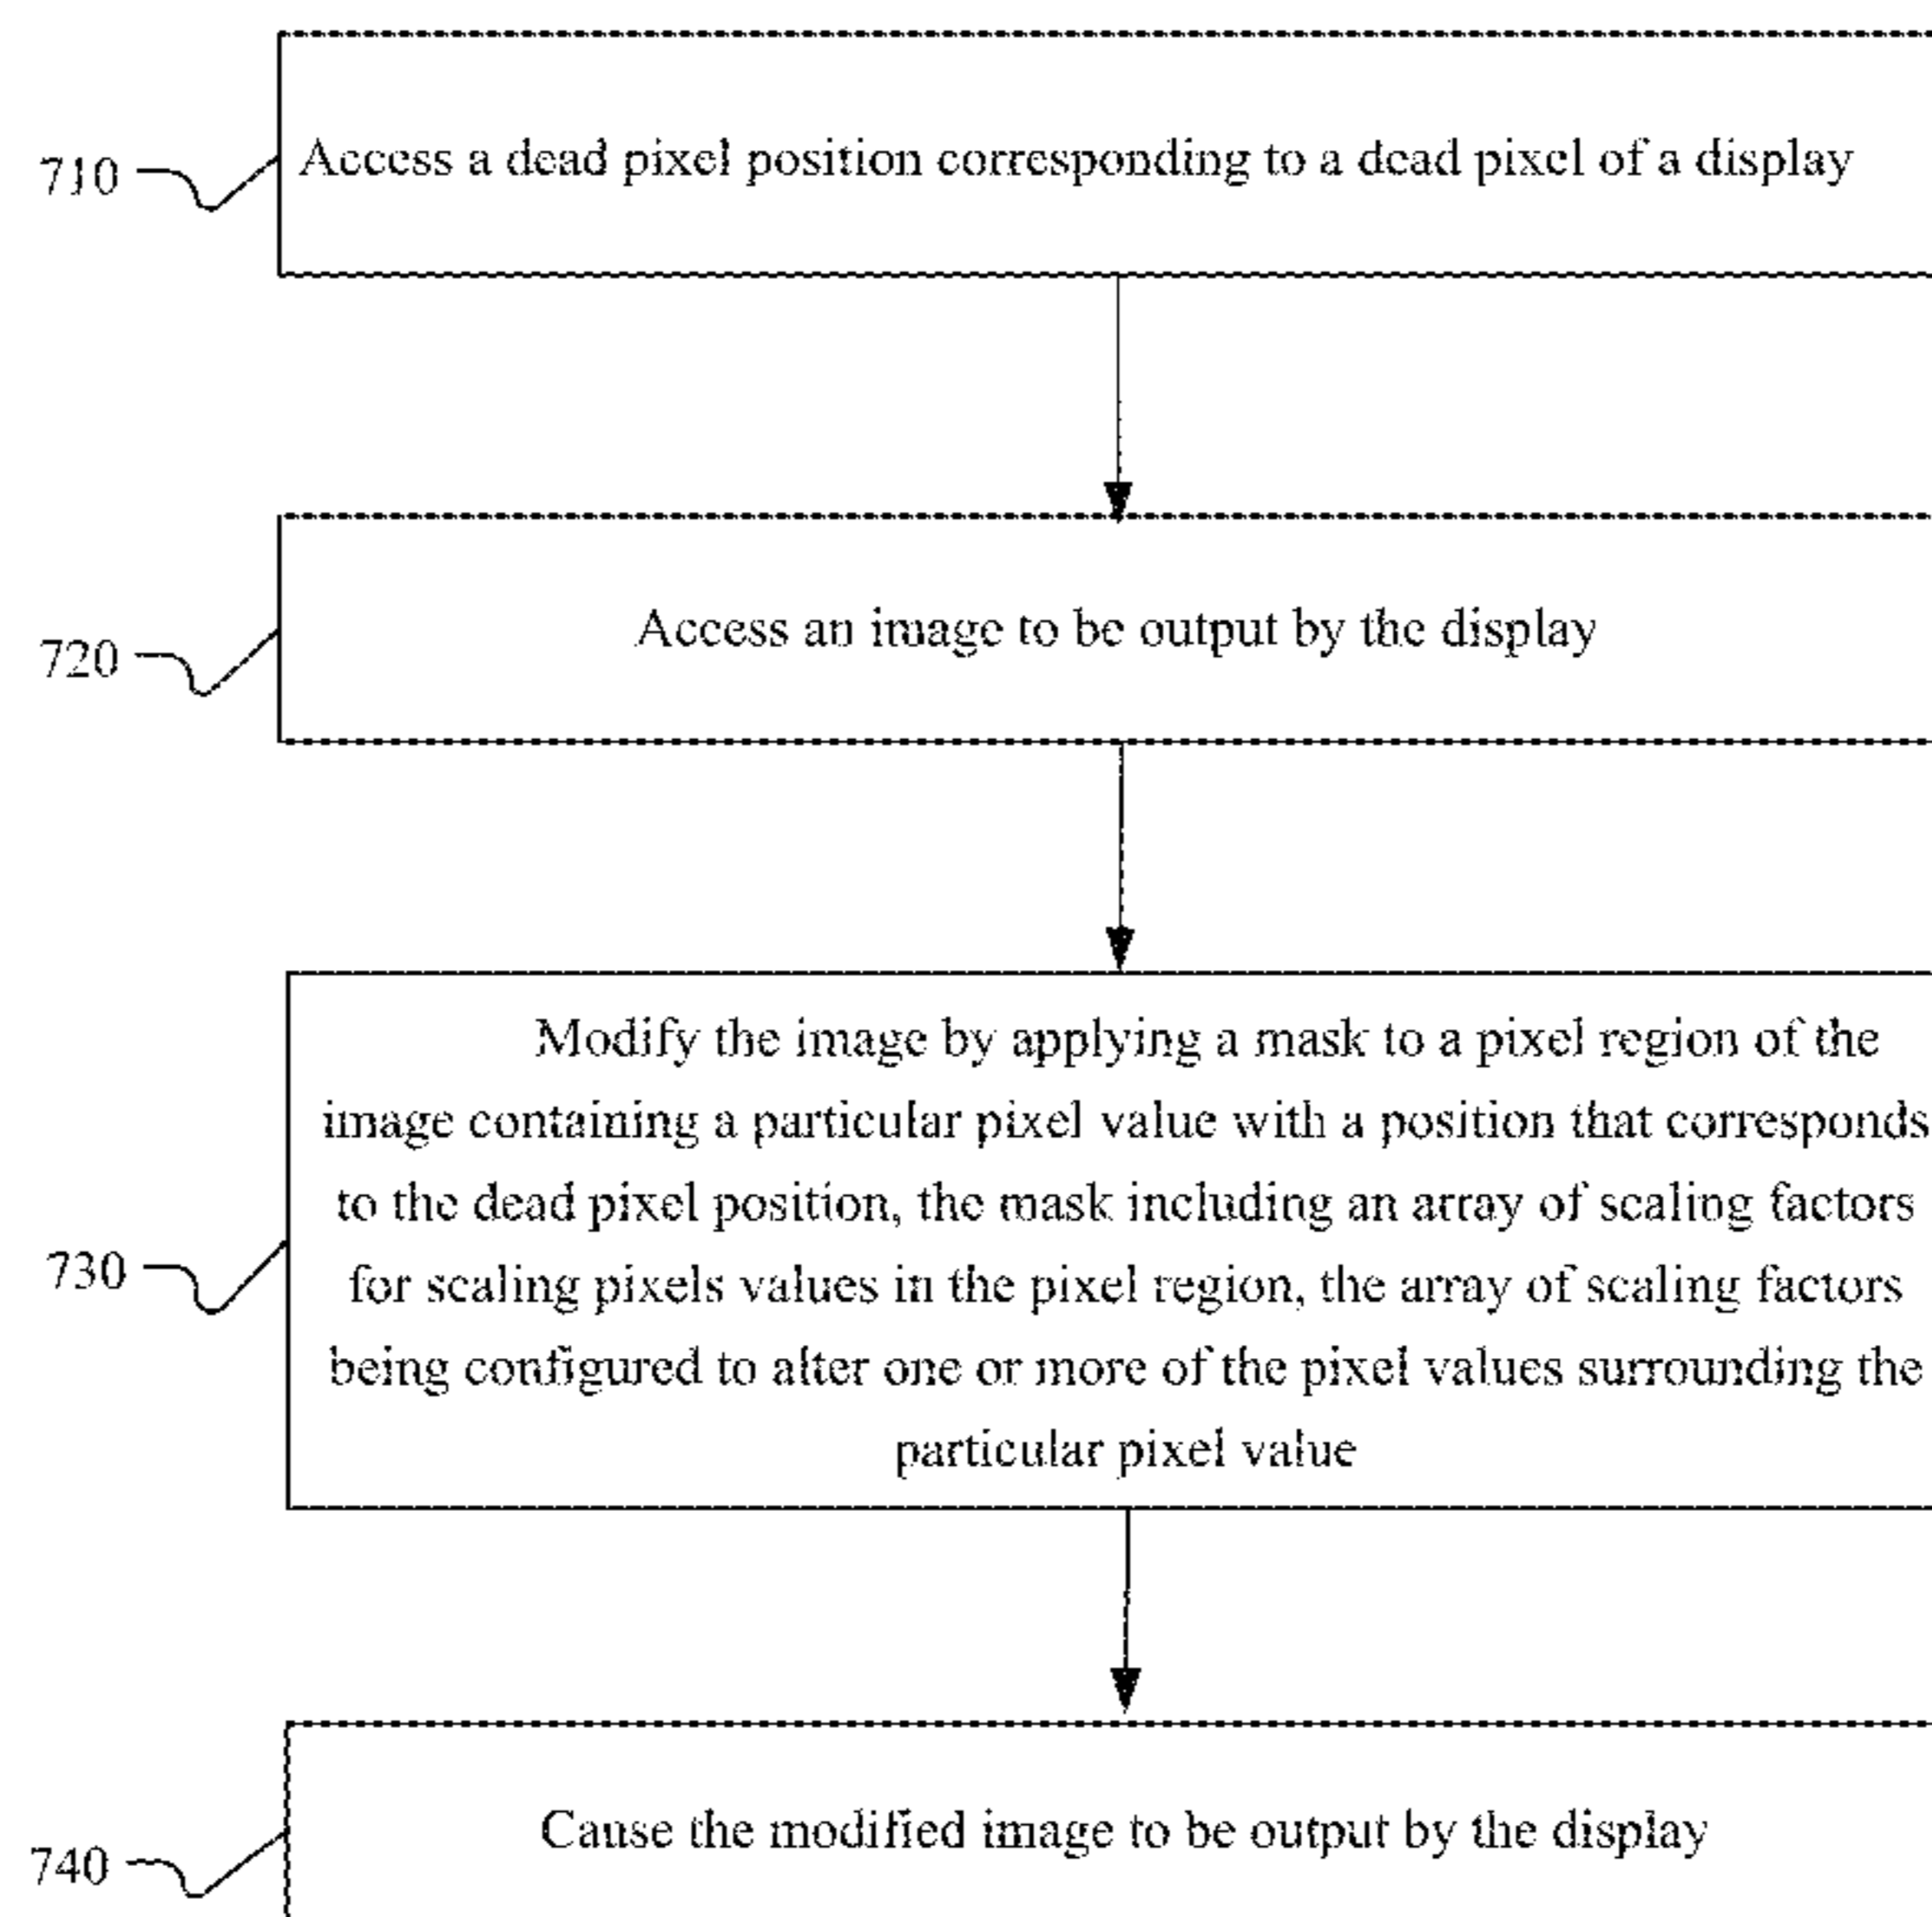 710
Access a dead pixel position corresponding to a dead pixel of a display
720
Access an image to be output by the display
730
Modify the image by applying a mask to a pixel region of the
image containing a particular pixel value with a position that corresponds
to the dead pixel position, the mask including an array of scaling factors
for scaling pixels values in the pixel region, the array of scaling factors
being configured to alter one or more of the pixel values surrounding the
particular pixel value
740
Cause the modified image to be output by the display